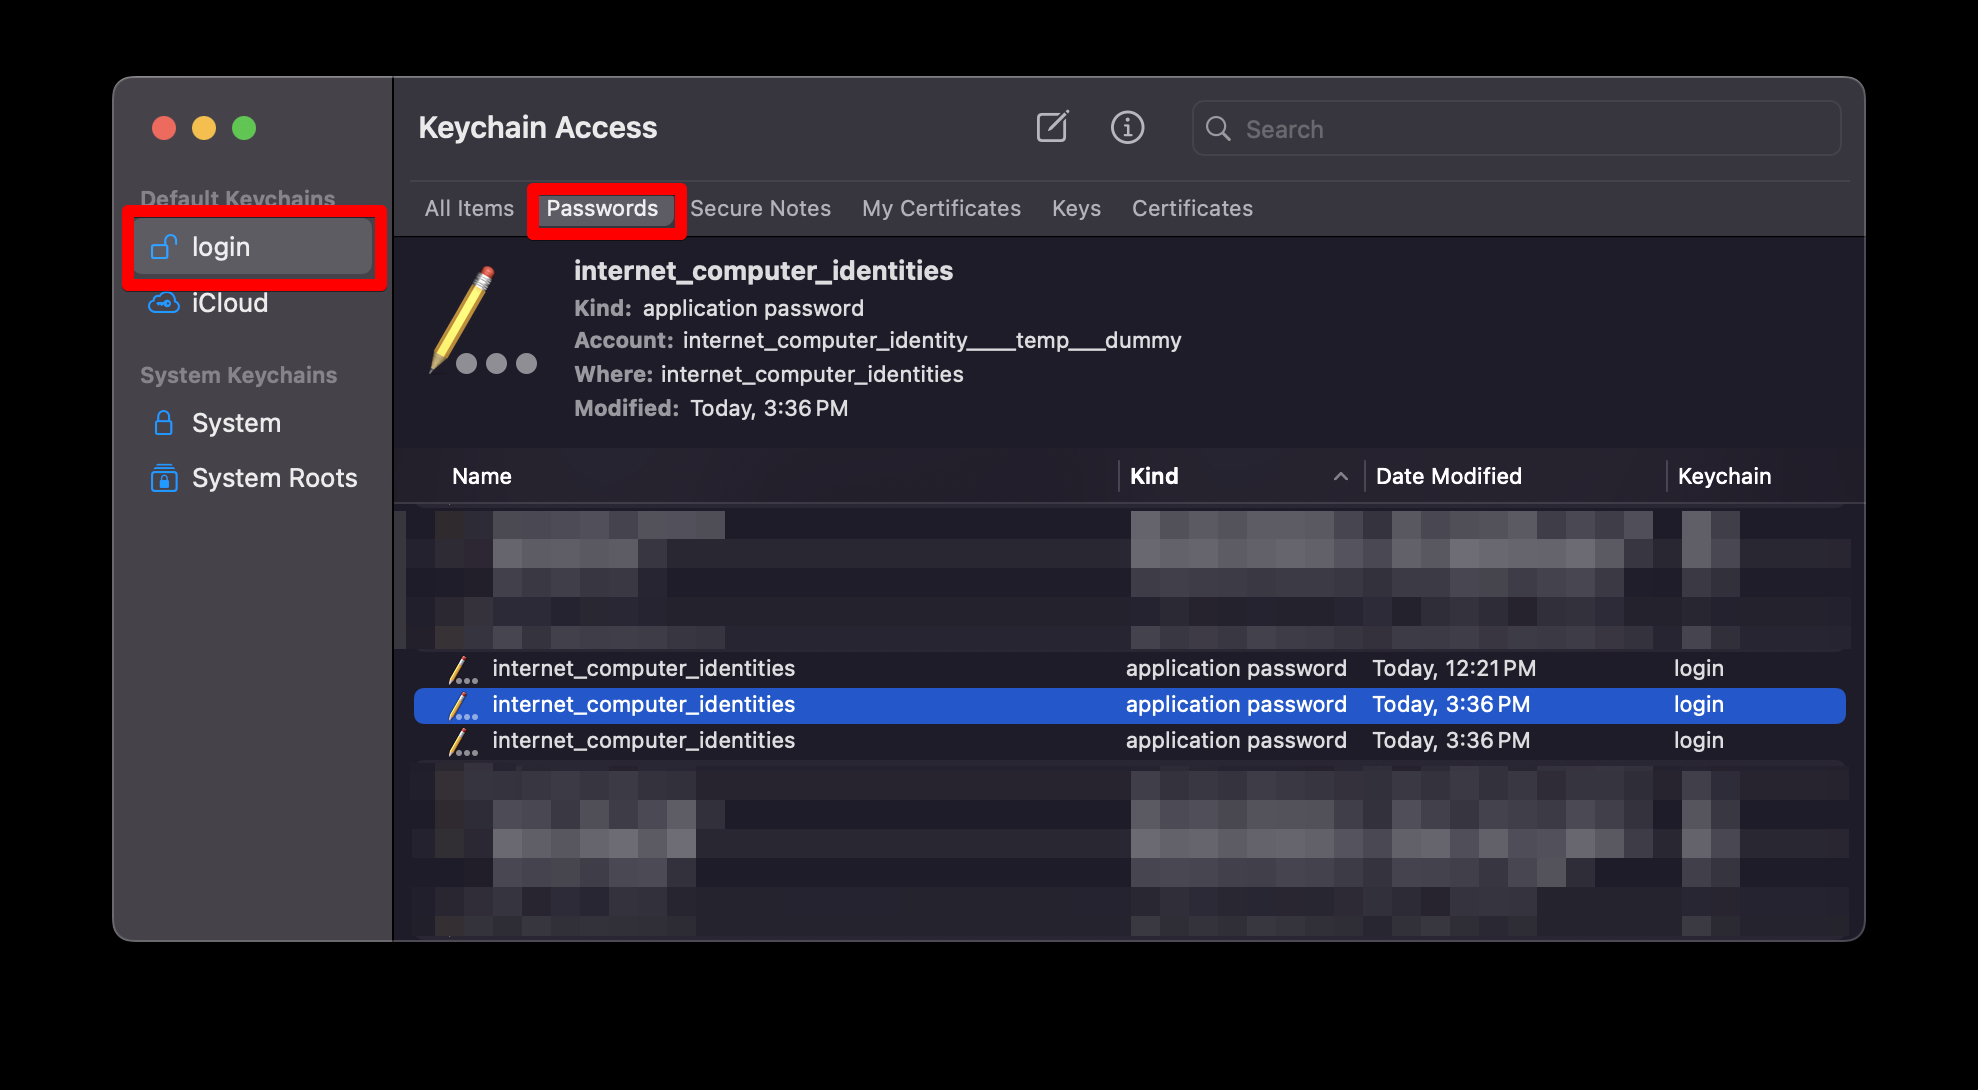 Keychain Access
Search
Default Keychains
login
iCloud
System Keychains
System
System Roots
All Items Passwords Secure Notes My Certificates Keys Certificates
internet_computer_identities
Kind: application password
Account: internet_computer_identity____temp___dummy
Where: internet_computer_identities
Modified: Today, 3:36 PM
Name Kind Date Modified Keychain
internet_computer_identities application password Today, 12:21 PM login
internet_computer_identities application password Today, 3:36 PM login
internet_computer_identities application password Today, 3:36 PM login